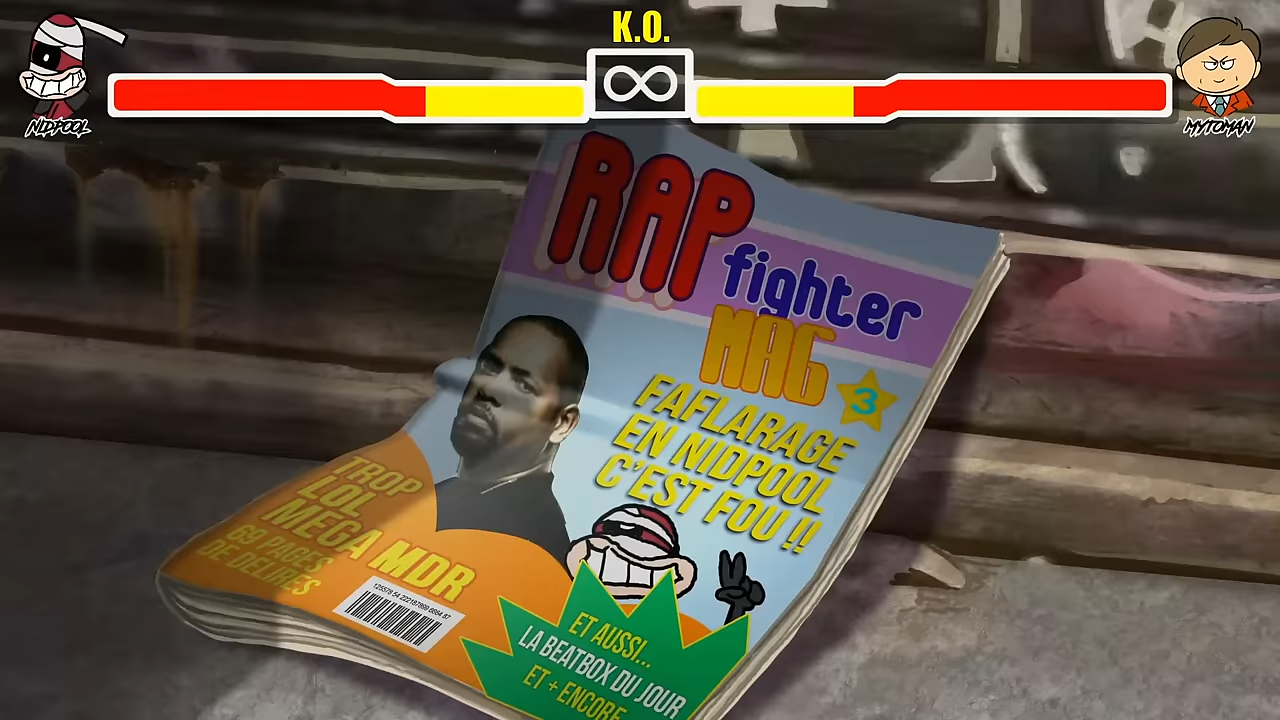 K.O.
NIDPOOL
MYTOMAN
RAP
fighter
MAG
3
FAFLARAGE
EN NIDPOOL
C'EST FOU !!
TROP
LOL
MEGA MDR
69 PAGES
DE DELIRES
ET AUSSI...
LA BEATBOX DU JOUR
ET + ENCORE